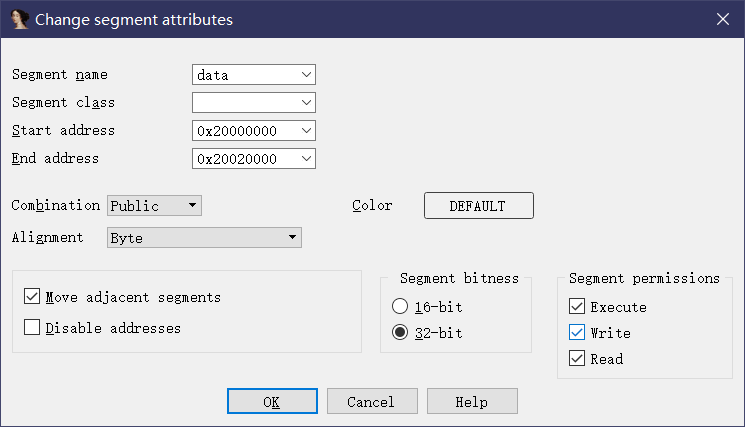 Change segment attributes
Segment name data
Segment class
Start address 0x20000000
End address 0x20020000
Combination Public Color DEFAULT
Alignment Byte
Segment bitness Segment permissions
Move adjacent segments 16-bit Execute
Disable addresses 32-bit Write
Read
OK Cancel Help